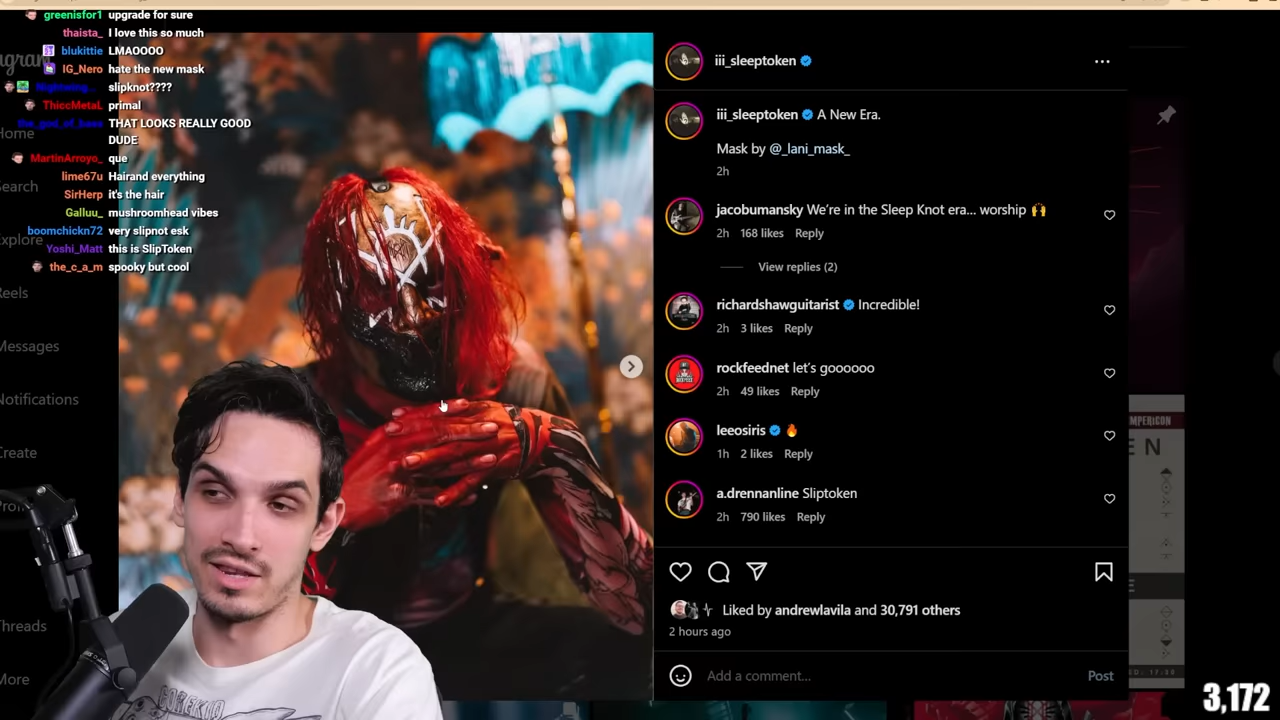 greenisfor1 upgrade for sure
thaista_ I love this so much
blukittie LMAOOOO
IG_Nero hate the new mask
slipknot????
ThiccMetaL primal
the_god_of_bass THAT LOOKS REALLY GOOD
DUDE
MartinArroyo_ que
lime67u Hairand everything
SirHerp it's the hair
Galluu_ mushroomhead vibes
boomchickn72 very slipnot esk
Yoshi_Matt this is SlipToken
the_c_a_m spooky but cool
agram
Home
Search
Explore
Reels
Messages
Notifications
Create
Threads
More
iii_sleeptoken
iii_sleeptoken A New Era.
Mask by @_lani_mask_
2h
jacobumansky We're in the Sleep Knot era... worship 🙌
2h 168 likes Reply
View replies (2)
richardshawguitarist Incredible!
2h 3 likes Reply
rockfeednet let's goooooo
2h 49 likes Reply
leeosiris 🔥
1h 2 likes Reply
a.drennanline Sliptoken
2h 790 likes Reply
Liked by andrewlavila and 30,791 others
2 hours ago
Add a comment...
Post
IMPERICON
EN
3,172